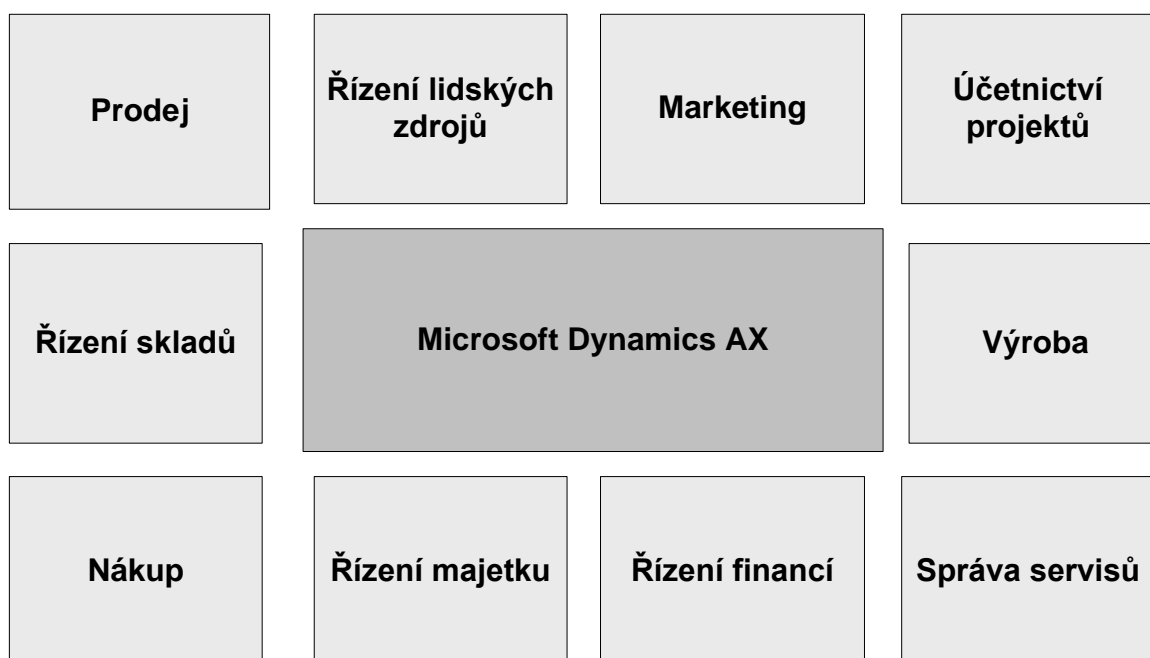 Prodej
Řízení lidských
zdrojů
Marketing
Účetnictví
projektů
Řízení skladů
Microsoft Dynamics AX
Výroba
Nákup
Řízení majetku
Řízení financí
Správa servisů